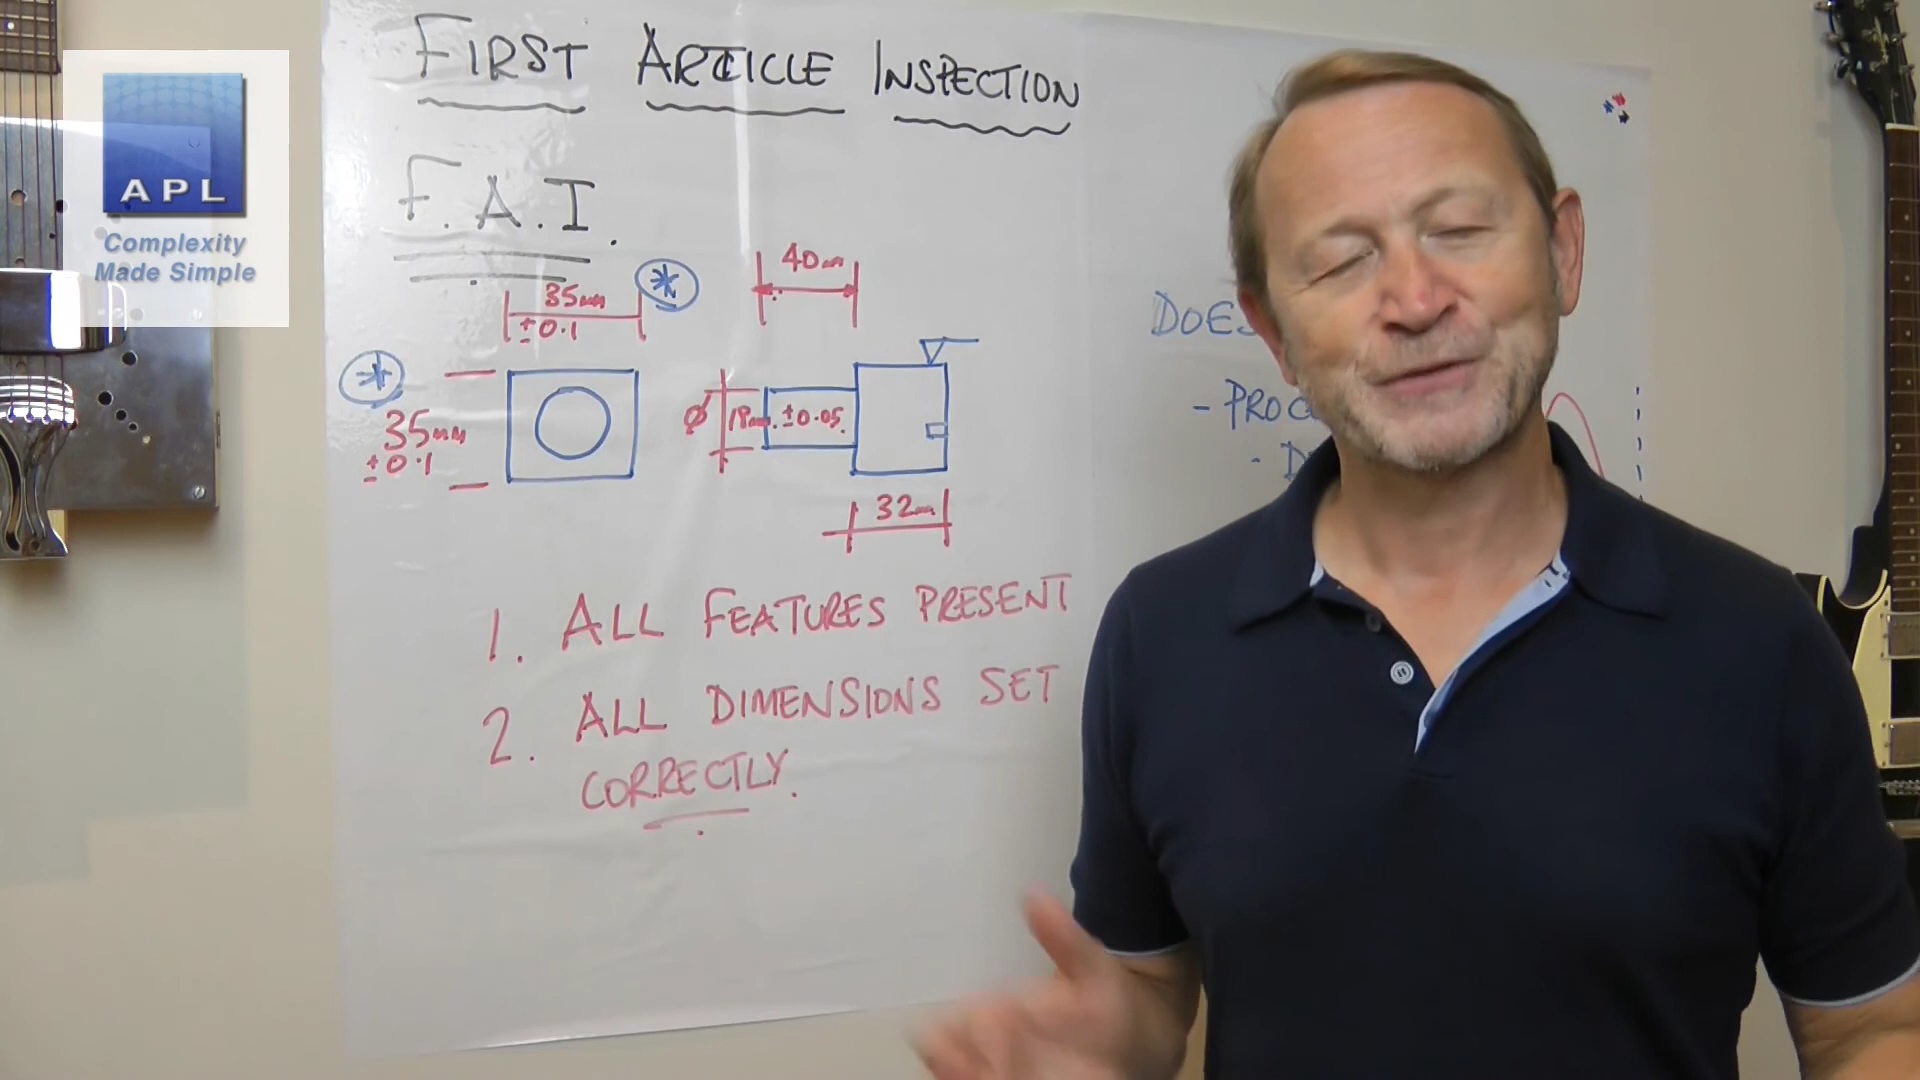 FIRST ARTICLE INSPECTION
F.A.I.
APL
Complexity
Made Simple
35mm
±0.1
40mm
35mm
±0.1
Ø 18mm ±0.05
32mm
1. ALL FEATURES PRESENT
2. ALL DIMENSIONS SET
CORRECTLY.
DOES
- PROC